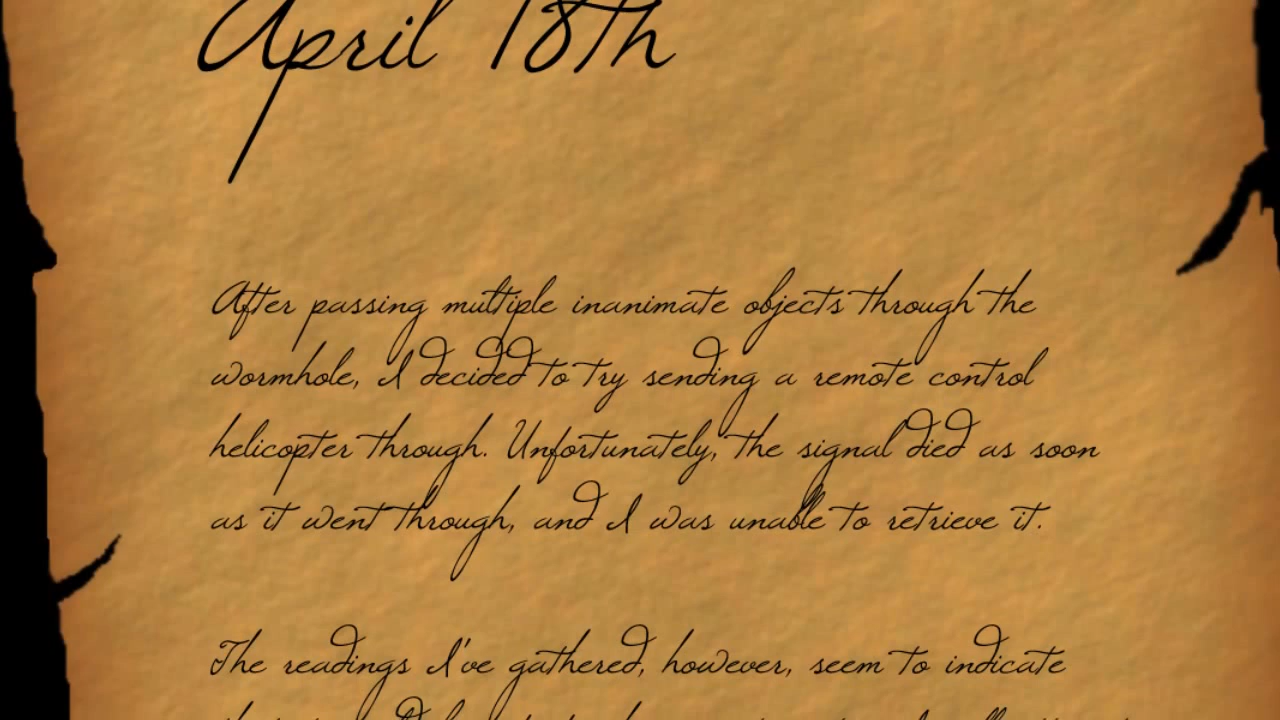 April 18th
After passing multiple inanimate objects through the
wormhole, I decided to try sending a remote control
helicopter through. Unfortunately, the signal died as soon
as it went through, and I was unable to retrieve it.
The readings I've gathered, however, seem to indicate